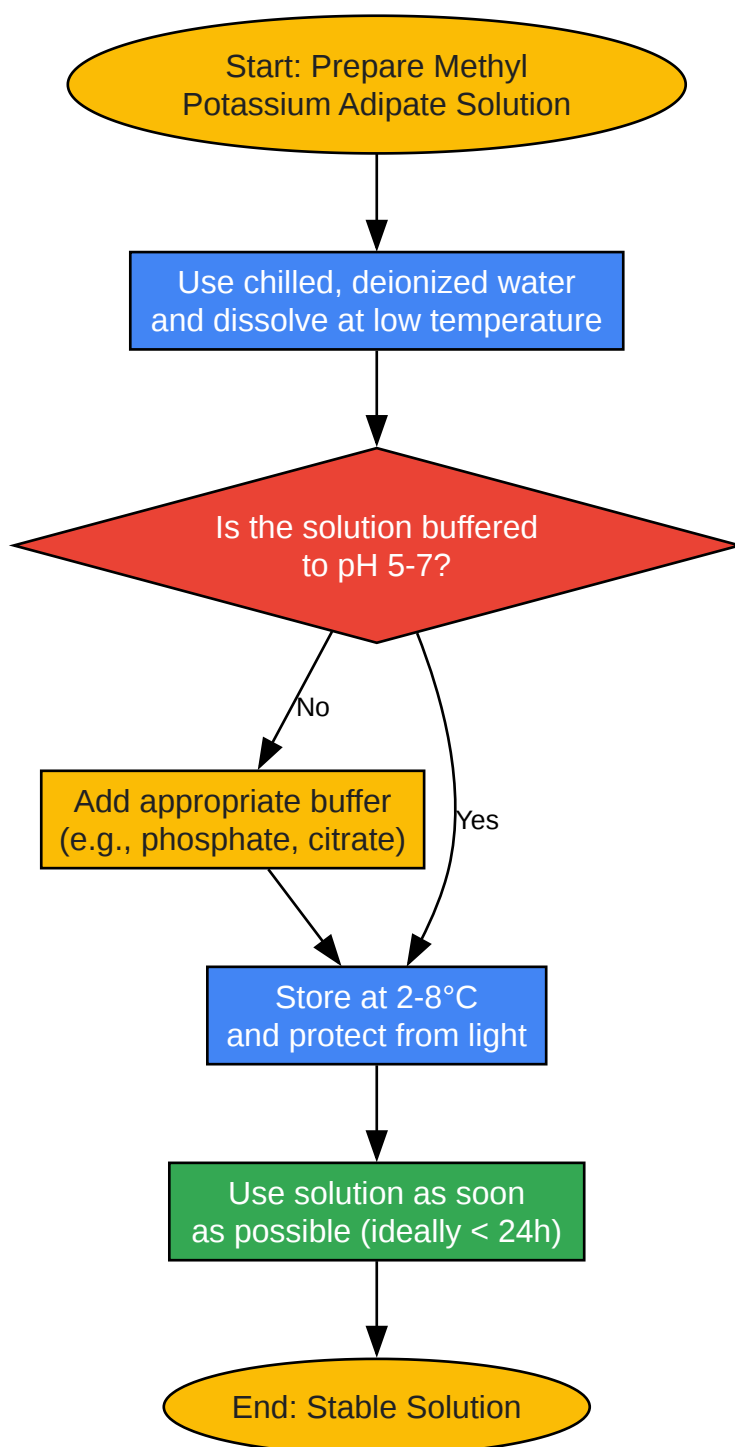 Start: Prepare Methyl
Potassium Adipate Solution
Use chilled, deionized water
and dissolve at low temperature
Is the solution buffered
to pH 5-7?
No
Add appropriate buffer
(e.g., phosphate, citrate)
Yes
Store at 2-8°C
and protect from light
Use solution as soon
as possible (ideally < 24h)
End: Stable Solution